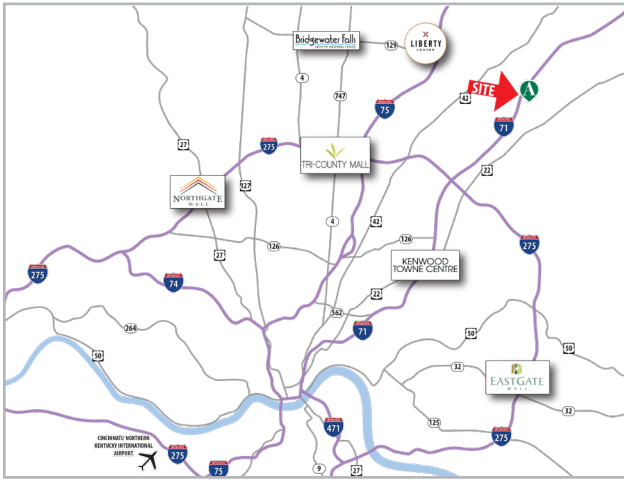 Bridgewater Falls
129
LIBERTY
CENTER
4
747
75
42
SITE
A
71
27
275
TRI-COUNTY MALL
22
127
NORTHGATE
MALL
42
4
126
126
275
27
KENWOOD
TOWNE CENTRE
275
74
22
562
264
71
50
50
32
EASTGATE
MALL
32
125
471
275
CINCINNATI/ NORTHERN
KENTUCKY INTERNATIONAL
AIRPORT
275
75
9
27